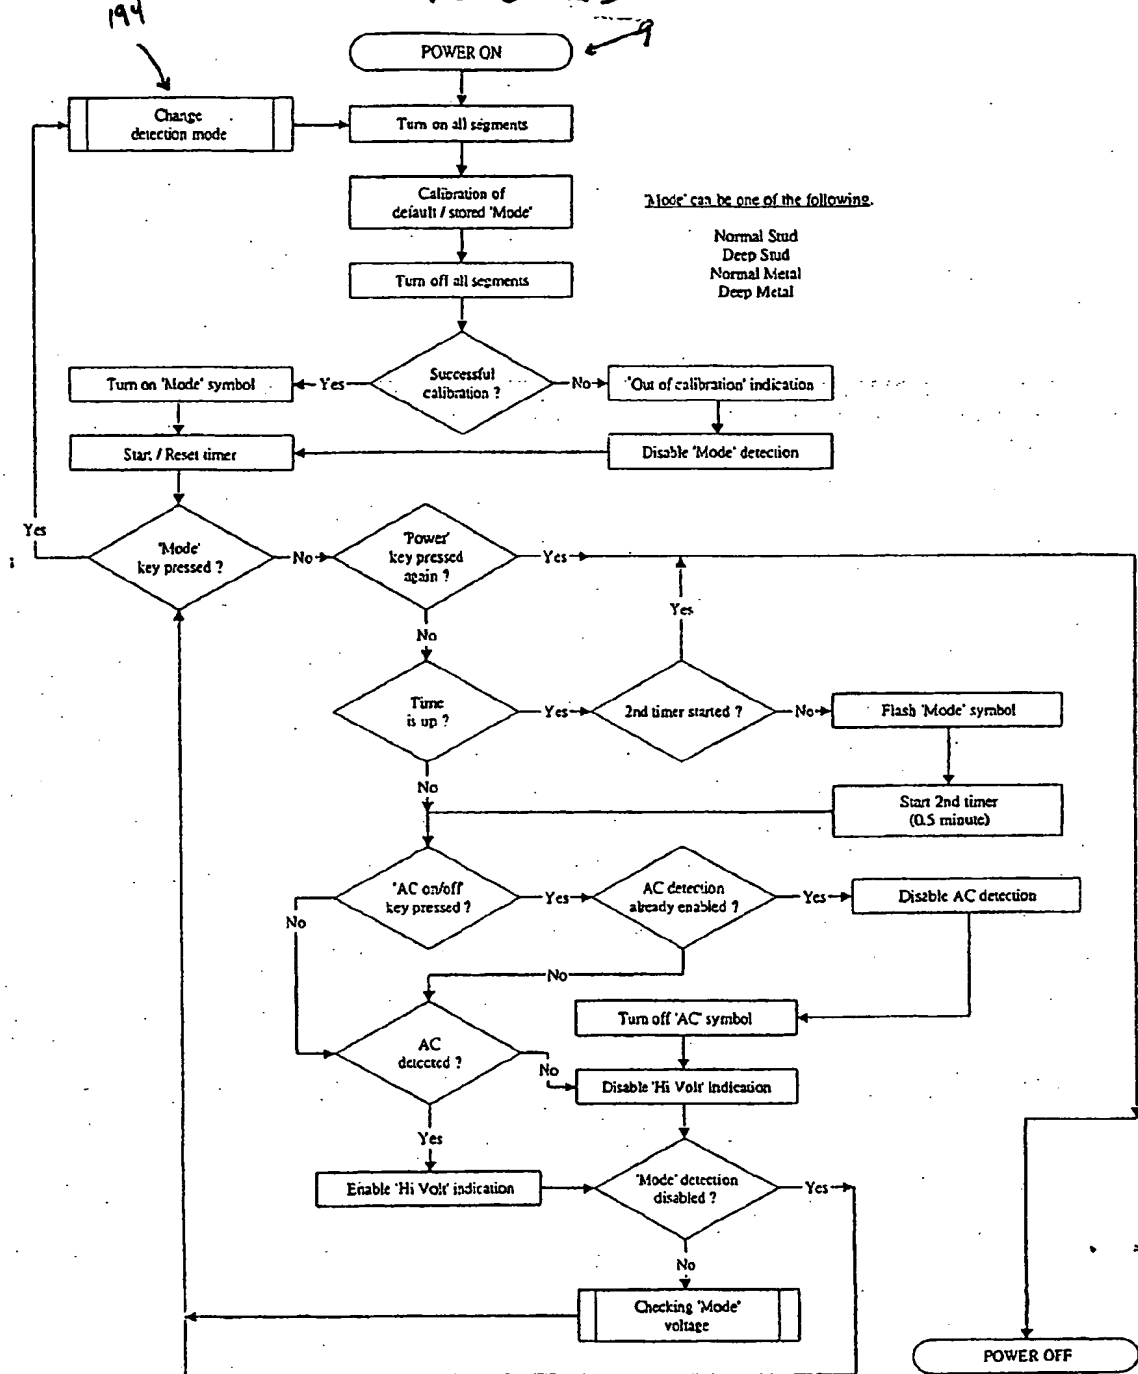 194
9
POWER ON
Change
detection mode
Turn on all segments
Calibration of
default / stored 'Mode'
'Mode' can be one of the following.
Normal Stud
Deep Stud
Normal Metal
Deep Metal
Turn off all segments
Successful
calibration ?
Yes
No
Turn on 'Mode' symbol
'Out of calibration' indication
Start / Reset timer
Disable 'Mode' detection
Yes
'Mode'
key pressed ?
No
'Power'
key pressed
again ?
Yes
Yes
No
Time
is up ?
Yes
2nd timer started ?
No
Flash 'Mode' symbol
No
Start 2nd timer
(0.5 minute)
'AC on/off'
key pressed ?
Yes
AC detection
already enabled ?
Yes
Disable AC detection
No
No
Turn off 'AC' symbol
AC
detected ?
No
Disable 'Hi Volt' Indication
Yes
Enable 'Hi Volt' indication
'Mode' detection
disabled ?
Yes
No
Checking 'Mode'
voltage
POWER OFF